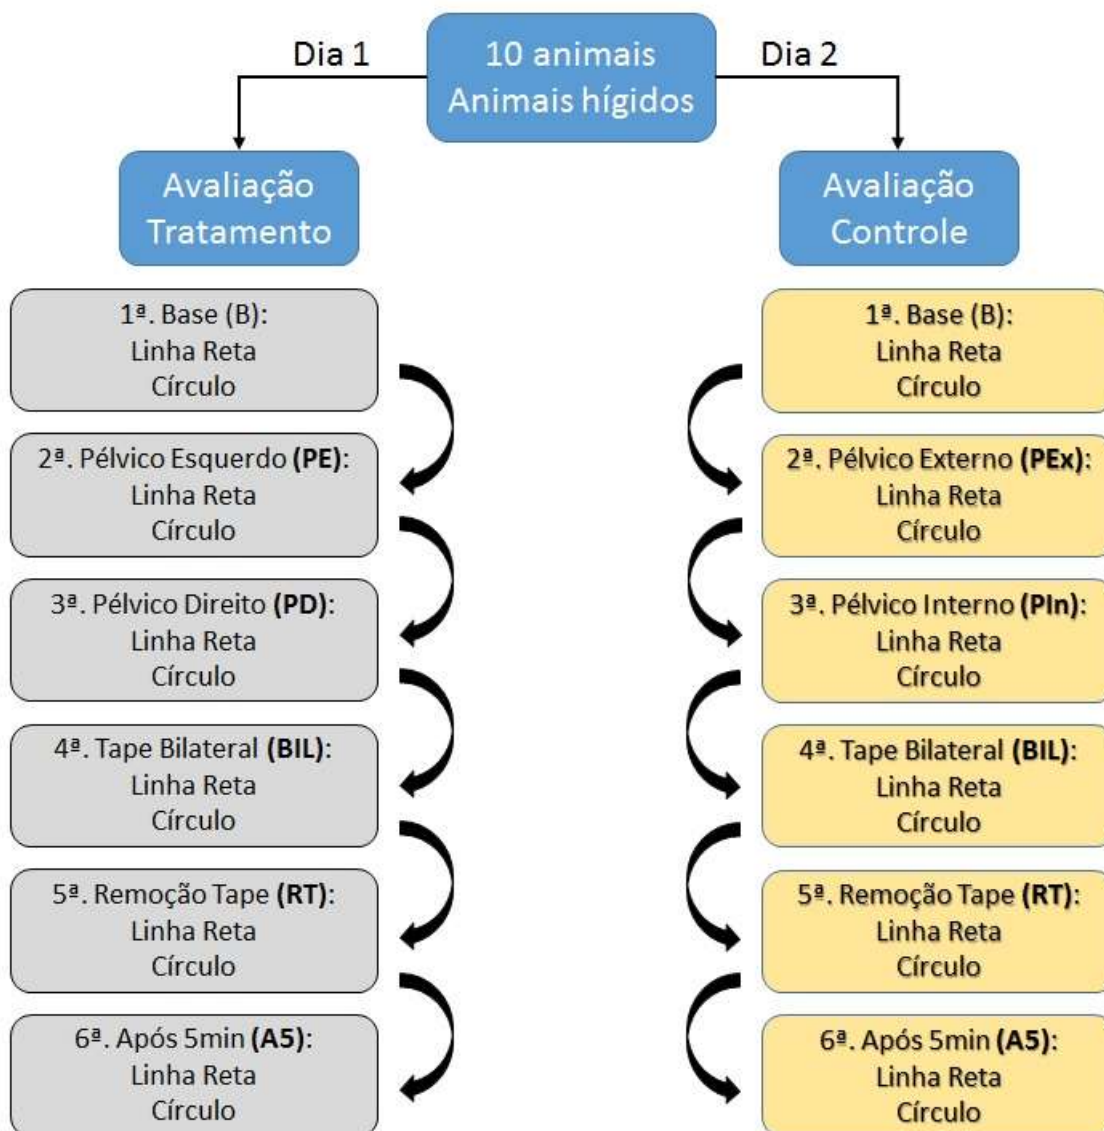 Dia 1
10 animais
Animais hígidos
Dia 2
Avaliação
Tratamento
1ª. Base (B):
Linha Reta
Círculo
2ª. Pélvico Esquerdo (PE):
Linha Reta
Círculo
3ª. Pélvico Direito (PD):
Linha Reta
Círculo
4ª. Tape Bilateral (BIL):
Linha Reta
Círculo
5ª. Remoção Tape (RT):
Linha Reta
Círculo
6ª. Após 5min (A5):
Linha Reta
Círculo
Avaliação
Controle
1ª. Base (B):
Linha Reta
Círculo
2ª. Pélvico Externo (PEx):
Linha Reta
Círculo
3ª. Pélvico Interno (PIn):
Linha Reta
Círculo
4ª. Tape Bilateral (BIL):
Linha Reta
Círculo
5ª. Remoção Tape (RT):
Linha Reta
Círculo
6ª. Após 5min (A5):
Linha Reta
Círculo